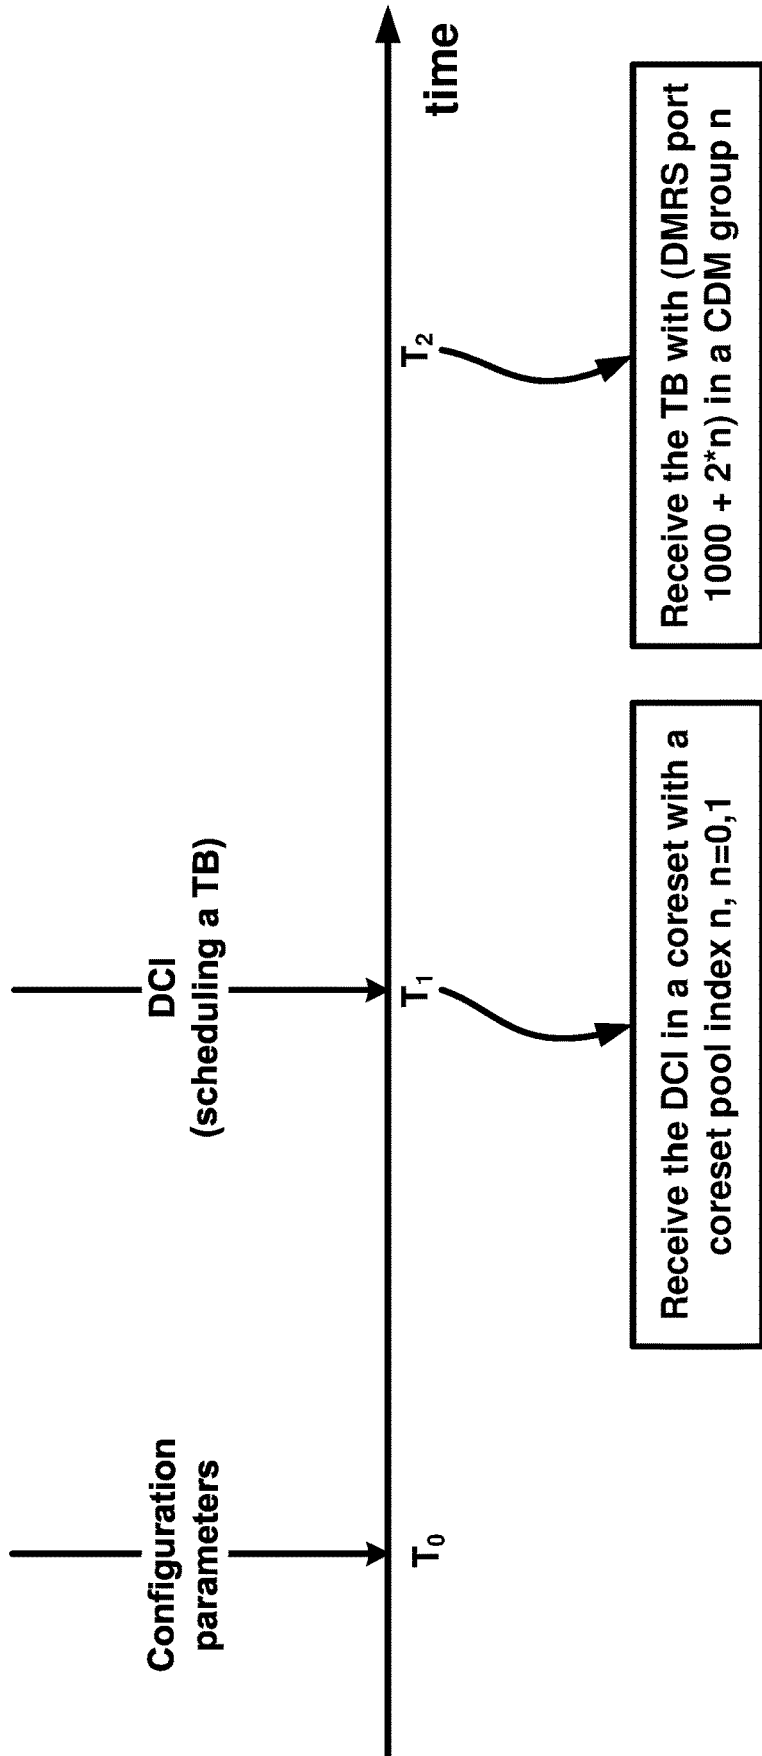 Configuration
parameters
DCI
(scheduling a TB)
T0
T1
T2
time
Receive the DCI in a coreset with a
coreset pool index n, n=0,1
Receive the TB with (DMRS port
1000 + 2*n) in a CDM group n